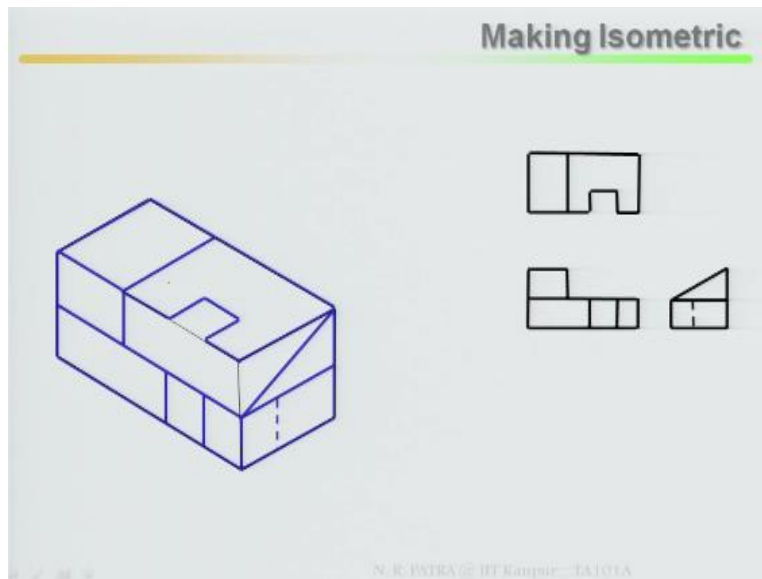 Making Isometric
N. R. PATRA @ IIT Kanpur TA101A